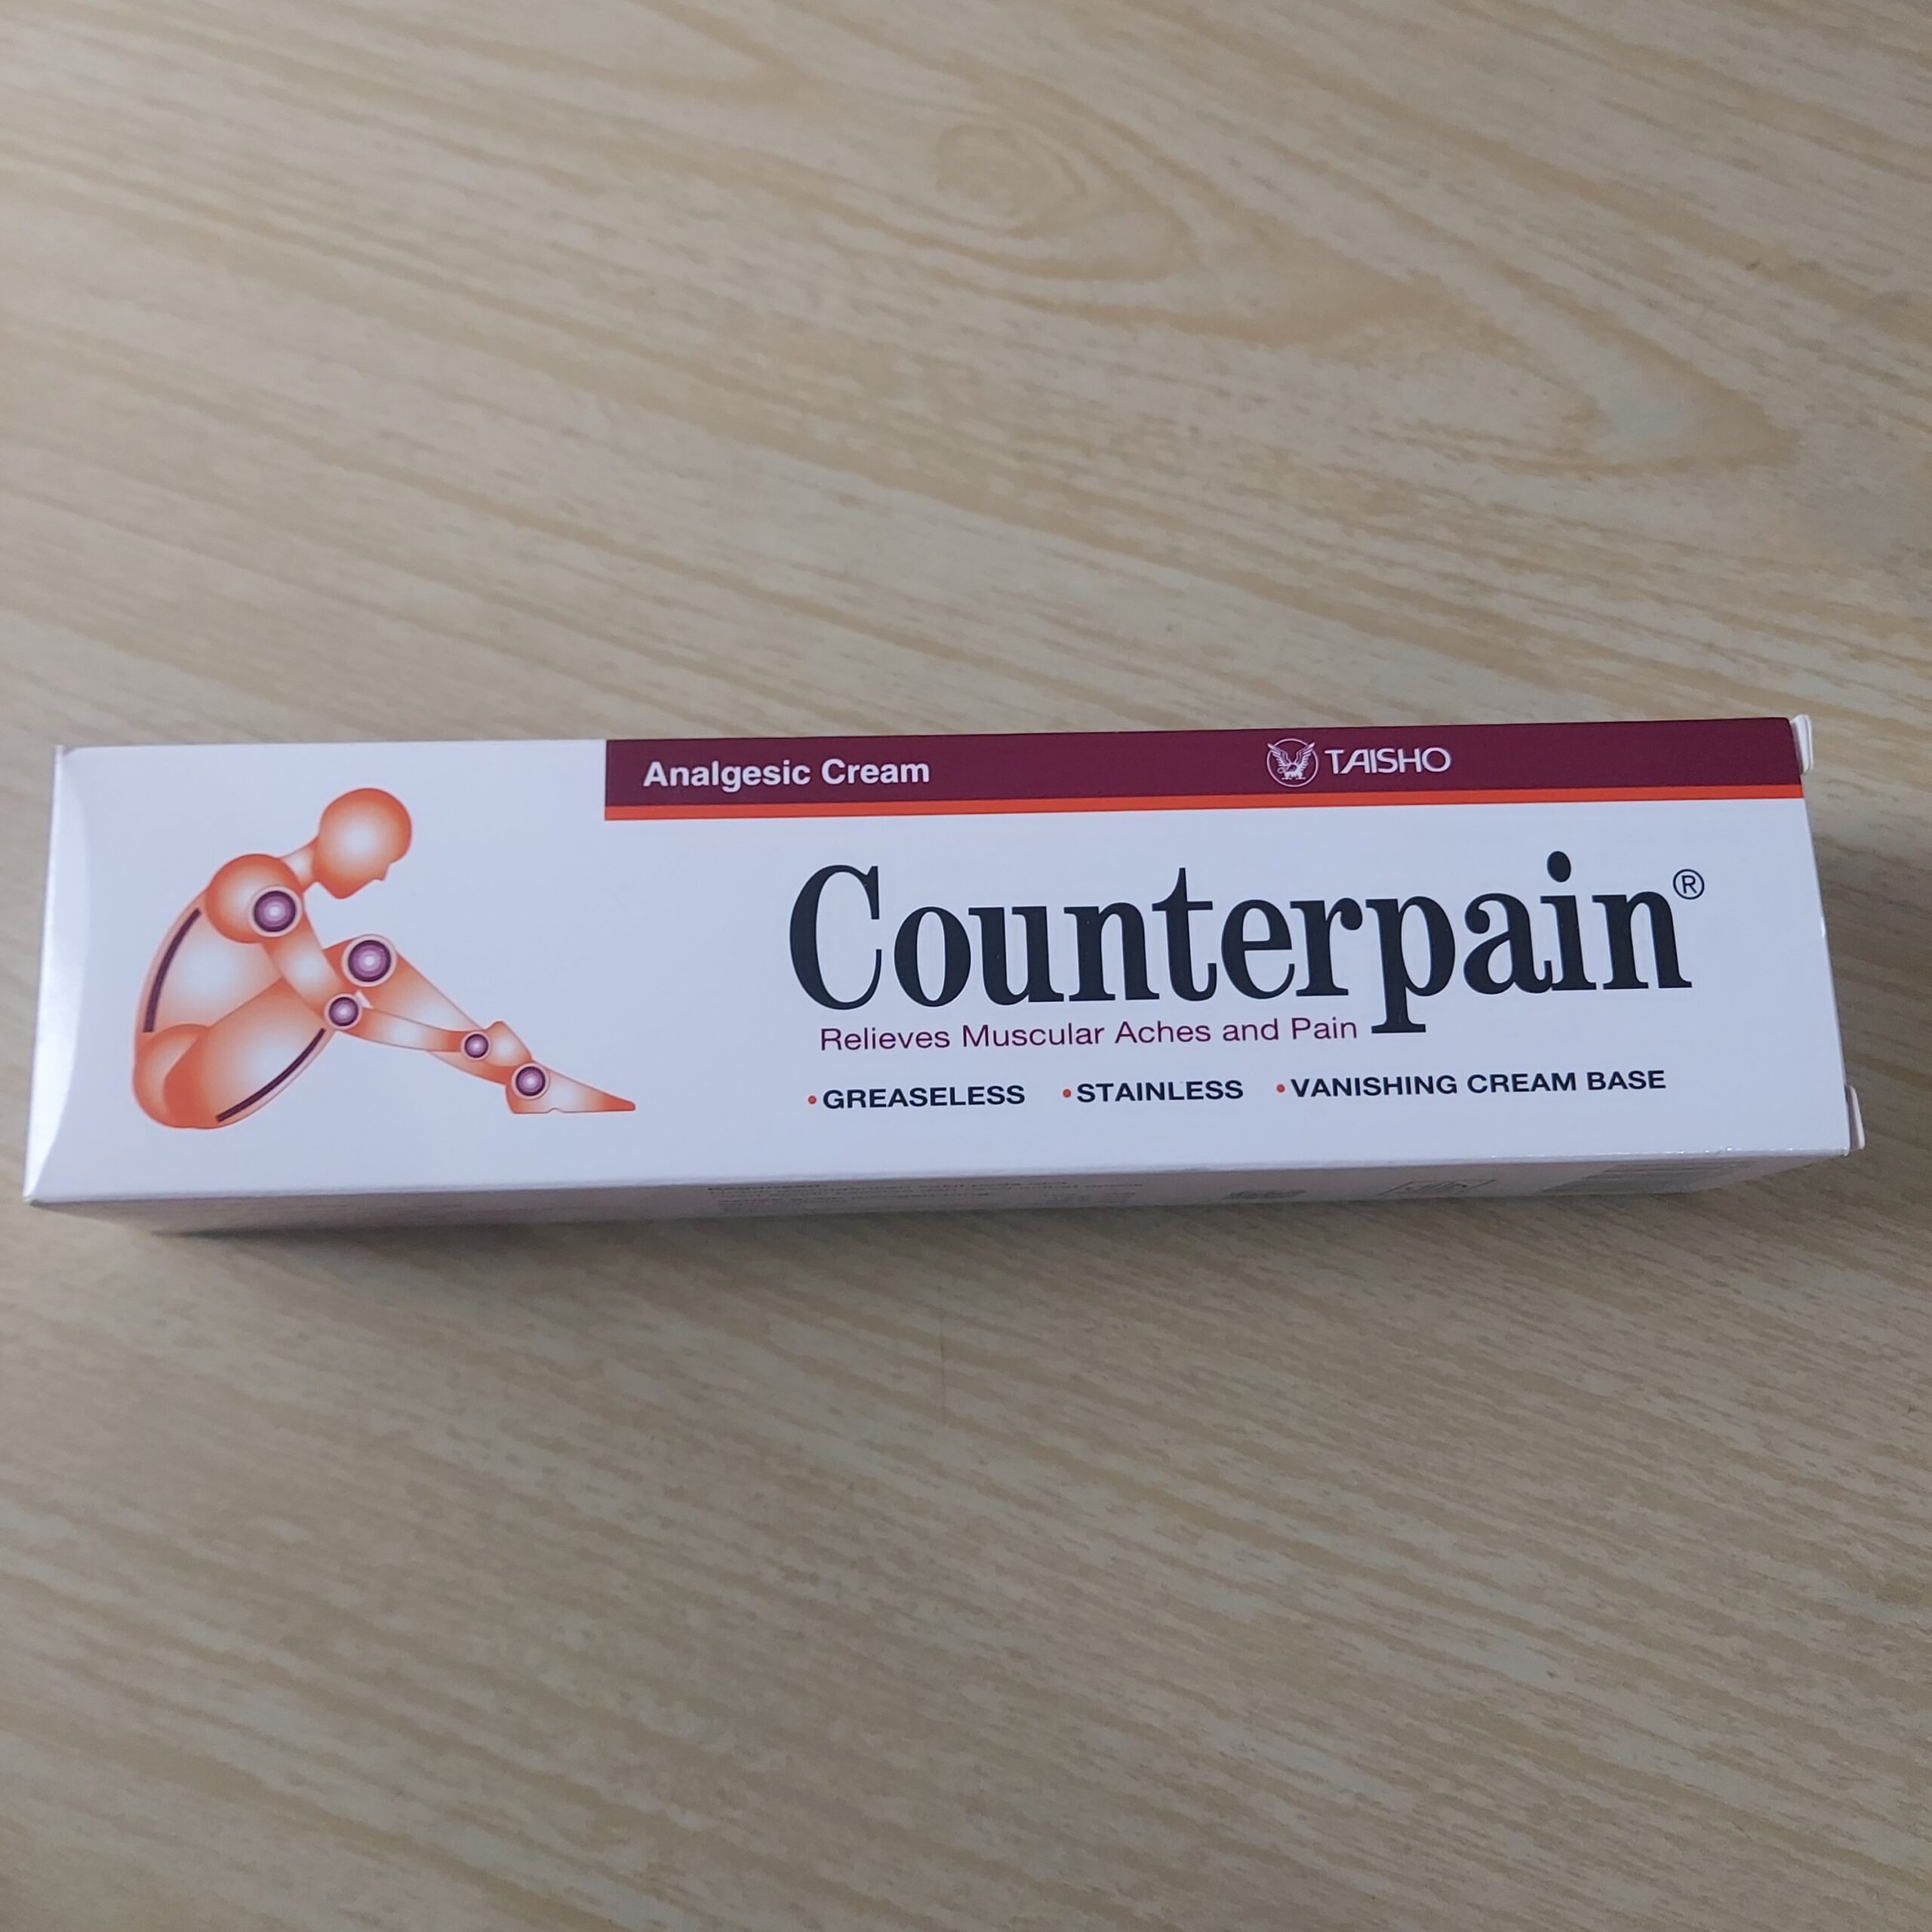 Analgesic Cream
TAISHO
Counterpain®
Relieves Muscular Aches and Pain
•GREASELESS •STAINLESS •VANISHING CREAM BASE